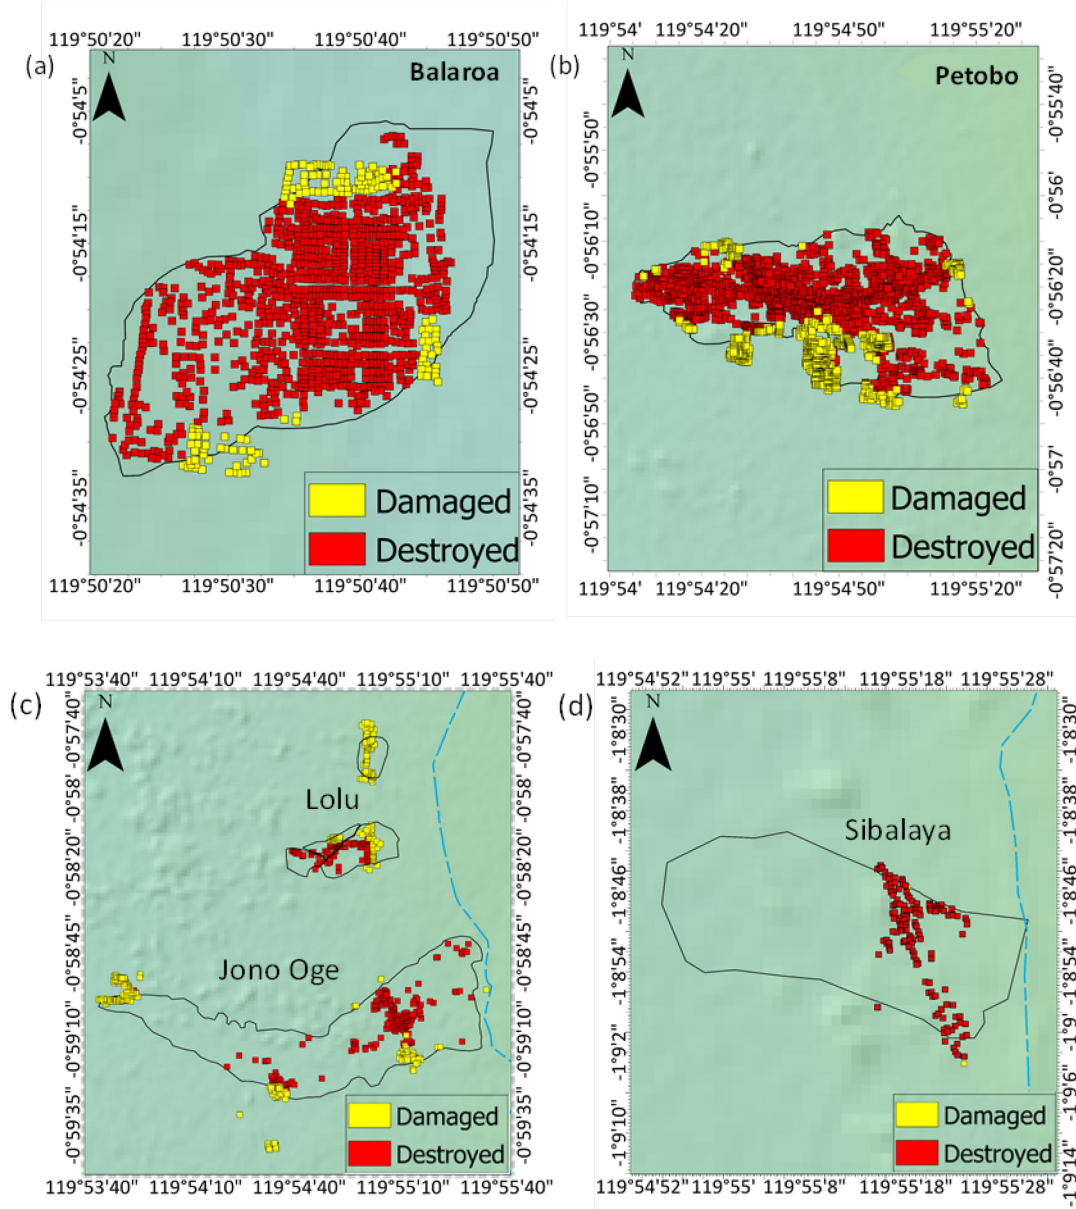 (a)
N
Balaroa
119°50'20" 119°50'30" 119°50'40" 119°50'50"
-0°54'5" -0°54'15" -0°54'25" -0°54'35"
-0°54'5" -0°54'15" -0°54'25" -0°54'35"
Damaged
Destroyed
119°50'20" 119°50'30" 119°50'40" 119°50'50"
(b)
N
Petobo
119°54' 119°54'20" 119°54'50" 119°55'20"
-0°55'50" -0°56'10" -0°56'30" -0°56'50" -0°57'10"
-0°55'40" -0°56' -0°56'20" -0°56'40" -0°57' -0°57'20"
Damaged
Destroyed
119°54' 119°54'20" 119°54'50" 119°55'20"
(c)
N
119°53'40" 119°54'10" 119°54'40" 119°55'10" 119°55'40"
-0°57'40" -0°58' -0°58'20" -0°58'45" -0°59'10" -0°59'35"
-0°57'40" -0°58' -0°58'20" -0°58'45" -0°59'10" -0°59'35"
Lolu
Jono Oge
Damaged
Destroyed
119°53'40" 119°54'10" 119°54'40" 119°55'10" 119°55'40"
(d)
N
119°54'52" 119°55' 119°55'8" 119°55'18" 119°55'28"
-1°8'30" -1°8'38" -1°8'46" -1°8'54" -1°9'2" -1°9'10"
-1°8'30" -1°8'40" -1°8'50" -1°9' -1°9'6" -1°9'14"
Sibalaya
Damaged
Destroyed
119°54'52" 119°55' 119°55'8" 119°55'18" 119°55'28"